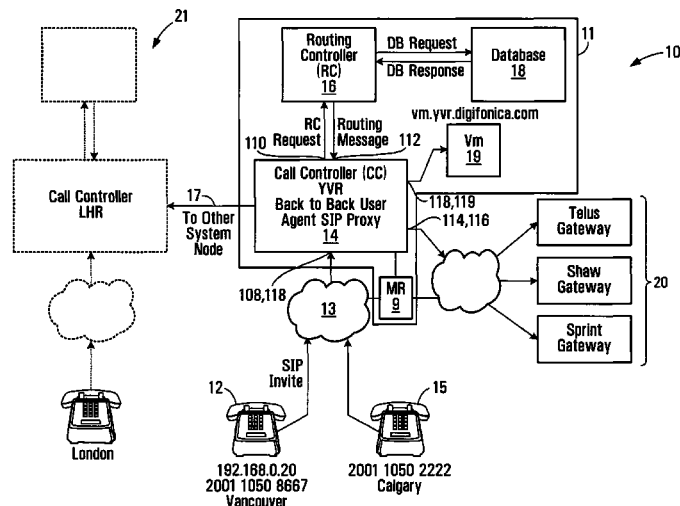 21
11
10
Routing
Controller
(RC)
16
DB Request
DB Response
Database
18
vm.yvr.digifonica.com
110
RC
Request
Routing
Message
112
Vm
19
Call Controller
LHR
17
To Other
System
Node
Call Controller (CC)
YVR
Back to Back User
Agent SIP Proxy
14
118,119
114,116
108,118
13
MR
9
Telus
Gateway
Shaw
Gateway
Sprint
Gateway
20
SIP
Invite
12
15
London
192.168.0.20
2001 1050 8667
Vancouver
2001 1050 2222
Calgary